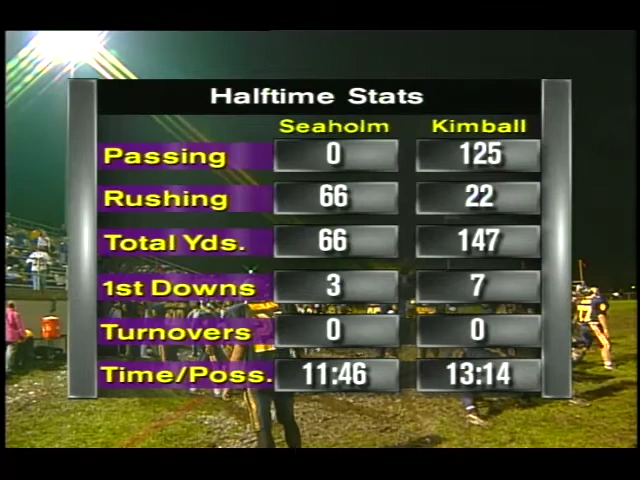 Halftime Stats
Seaholm Kimball
Passing 0 125
Rushing 66 22
Total Yds. 66 147
1st Downs 3 7
Turnovers 0 0
Time/Poss. 11:46 13:14